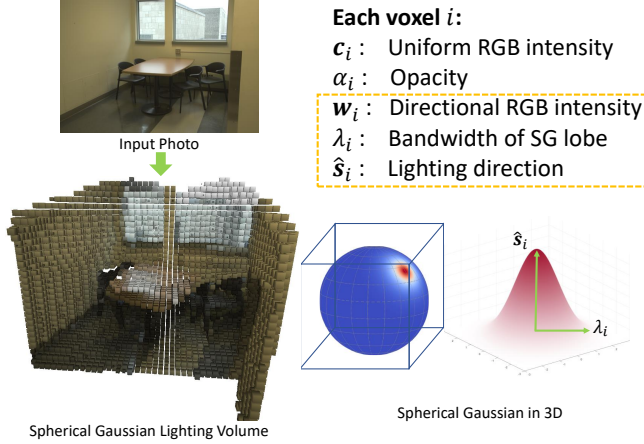 Input Photo
Each voxel i:
c_i : Uniform RGB intensity
α_i : Opacity
w_i : Directional RGB intensity
λ_i : Bandwidth of SG lobe
ŝ_i : Lighting direction
ŝ_i
λ_i
Spherical Gaussian Lighting Volume
Spherical Gaussian in 3D